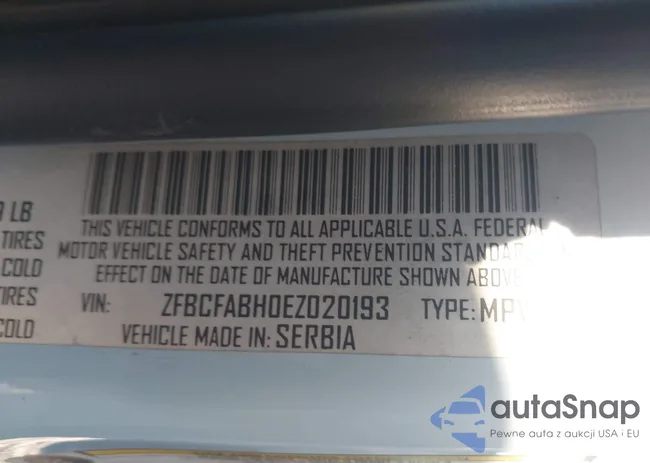 LB
THIS VEHICLE CONFORMS TO ALL APPLICABLE U.S.A. FEDERAL
TIRES
MOTOR VEHICLE SAFETY AND THEFT PREVENTION STANDAR
COLD
EFFECT ON THE DATE OF MANUFACTURE SHOWN ABOVE
TIRES
VIN: ZFBCFABH0EZ020193 TYPE: MPV
COLD
VEHICLE MADE IN: SERBIA
autaSnap
Pewne auta z aukcji USA i EU